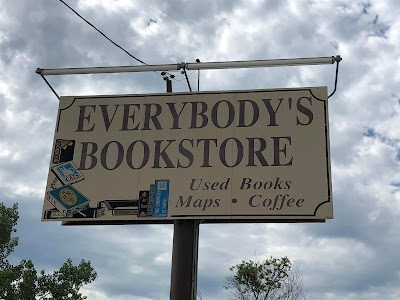 EVERYBODY'S
BOOKSTORE
Used Books
Maps • Coffee